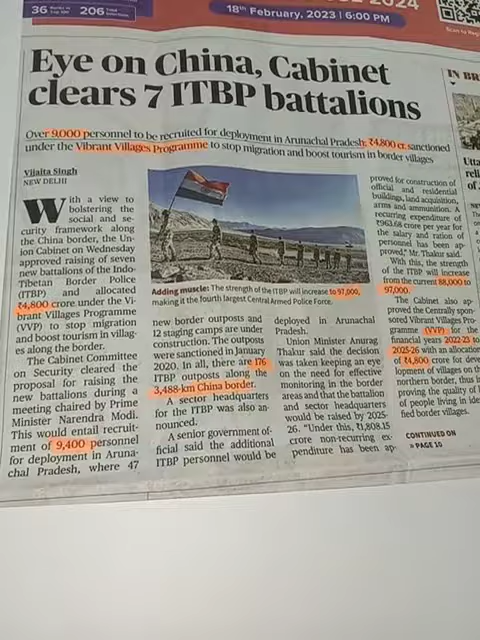 36 206
18th February, 2023 | 6:00 PM
2024
IN BR
Eye on China, Cabinet
clears 7 ITBP battalions
Over 9,000 personnel to be recruited for deployment in Arunachal Pradesh; ₹4,800 cr. sanctioned
under the Vibrant Villages Programme to stop migration and boost tourism in border villages
Vijaita Singh
NEW DELHI
With a view to
bolstering the
social and se-
curity framework
along the China border, the Un-
ion Cabinet on Wednesday
approved raising of seven
new battalions of the Indo-
Tibetan Border Police
(ITBP) and allocated
₹4,800 crore under the Vi-
brant Villages Programme
(VVP) to stop migration
and boost tourism in villag-
es along the border.
The Cabinet Committee
on Security cleared the
proposal for raising the
new battalions during a
meeting chaired by Prime
Minister Narendra Modi.
This would entail recruit-
ment of 9,400 personnel
for deployment in Aruna-
chal Pradesh, where 47
Adding muscle: The strength of the ITBP will increase to 97,000,
making it the fourth largest Central Armed Police Force.
new border outposts and
12 staging camps are under
construction. The outposts
were sanctioned in January
2020. In all, there are 176
ITBP outposts along the
3,488-km China border.
A sector headquarters
for the ITBP was also an-
nounced.
A senior government of-
ficial said the additional
ITBP personnel would be
deployed in Arunachal
Pradesh.
Union Minister Anurag
Thakur said the decision
was taken keeping an eye
on the need for effective
monitoring in the border
areas and that the battalion
and sector headquarters
would be raised by 2025-
26. "Under this, ₹1,808.15
crore non-recurring ex-
penditure has been ap-
proved for construction of
official and residential
buildings, land acquisition,
arms and ammunition. A
recurring expenditure of
₹963.68 crore per year for
the salary and ration of
personnel has been ap-
proved," Mr. Thakur said.
With this, the strength
of the ITBP will increase
from the current 88,000 to
97,000.
The Cabinet also ap-
proved the Centrally spon-
sored Vibrant Villages Pro-
gramme (VVP) for the
financial years 2022-23 to
2025-26 with an allocation
of ₹4,800 crore for deve
lopment of villages on the
northern border, thus im
proving the quality of l
of people living in ide
fied border villages.
CONTINUED ON
» PAGE 10
Utta
reli
of